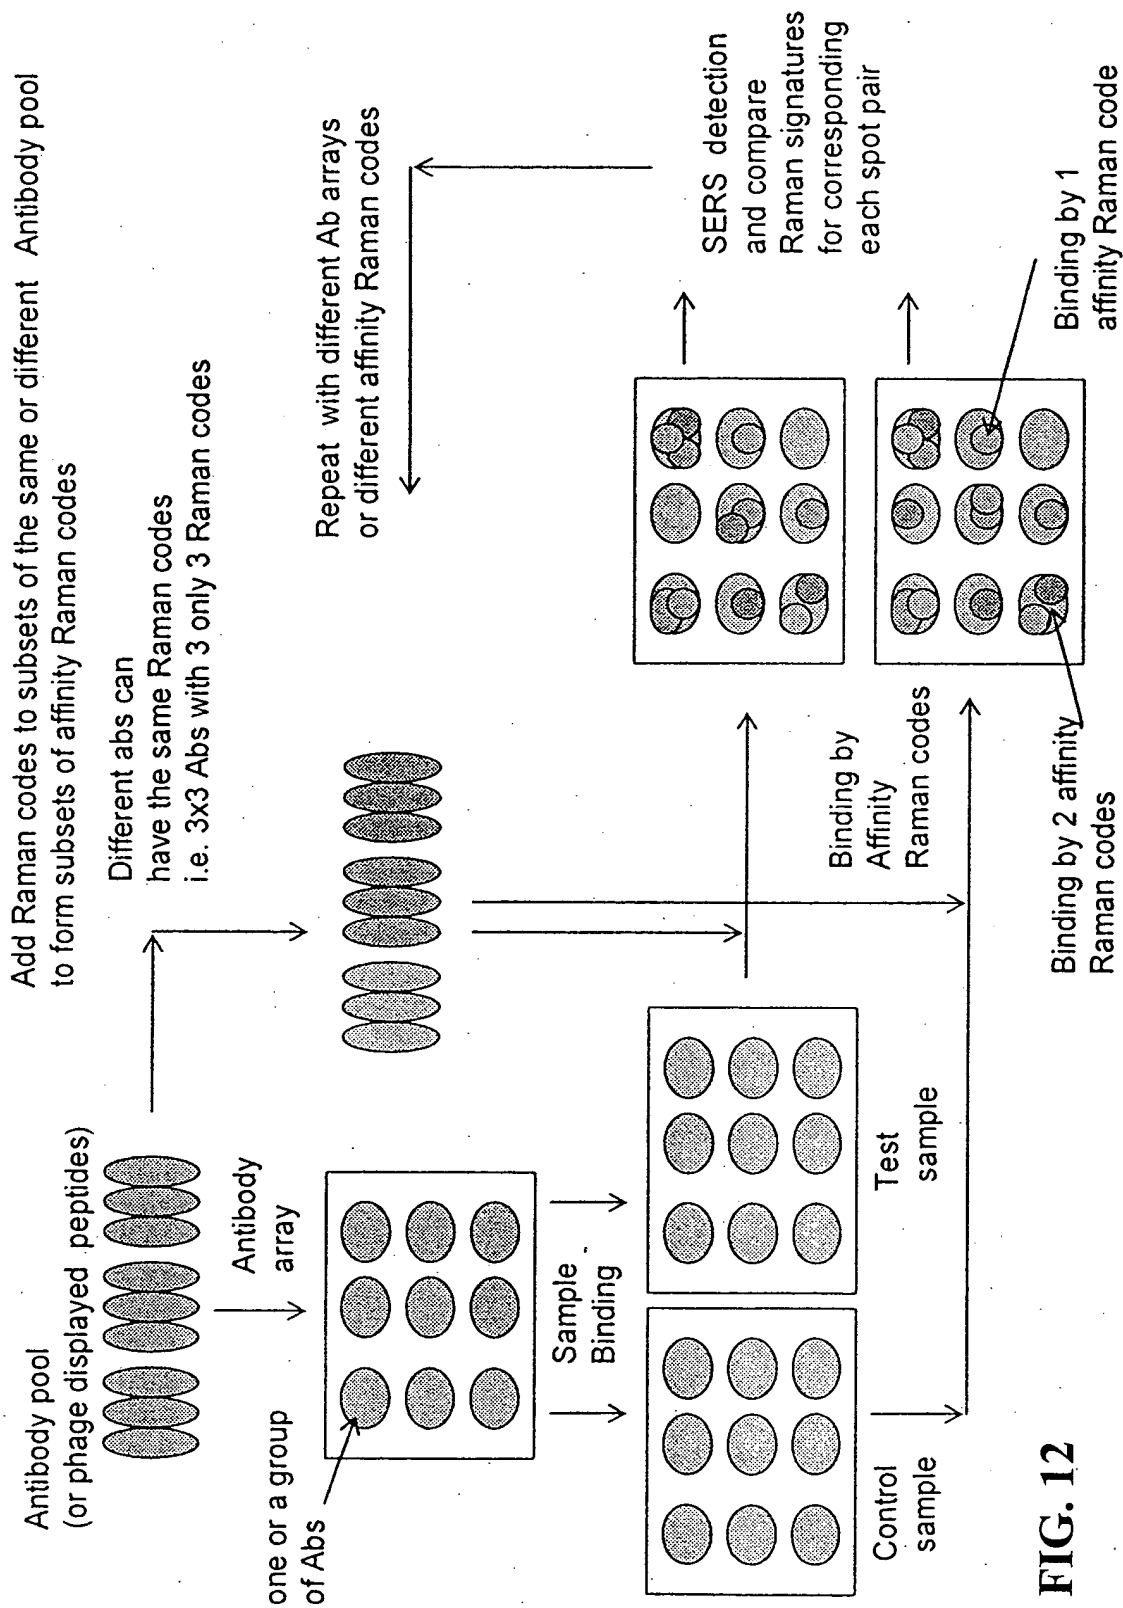 Antibody pool
(or phage displayed peptides)
Add Raman codes to subsets of the same or different Antibody pool
to form subsets of affinity Raman codes
Different abs can
have the same Raman codes
i.e. 3x3 Abs with 3 only 3 Raman codes
one or a group
of Abs
Antibody
array
Repeat with different Ab arrays
or different affinity Raman codes
Sample
Binding
SERS detection
and compare
Raman signatures
for corresponding
each spot pair
Control
sample
Test
sample
Binding by
Affinity
Raman codes
Binding by 2 affinity
Raman codes
Binding by 1
affinity Raman code
FIG. 12